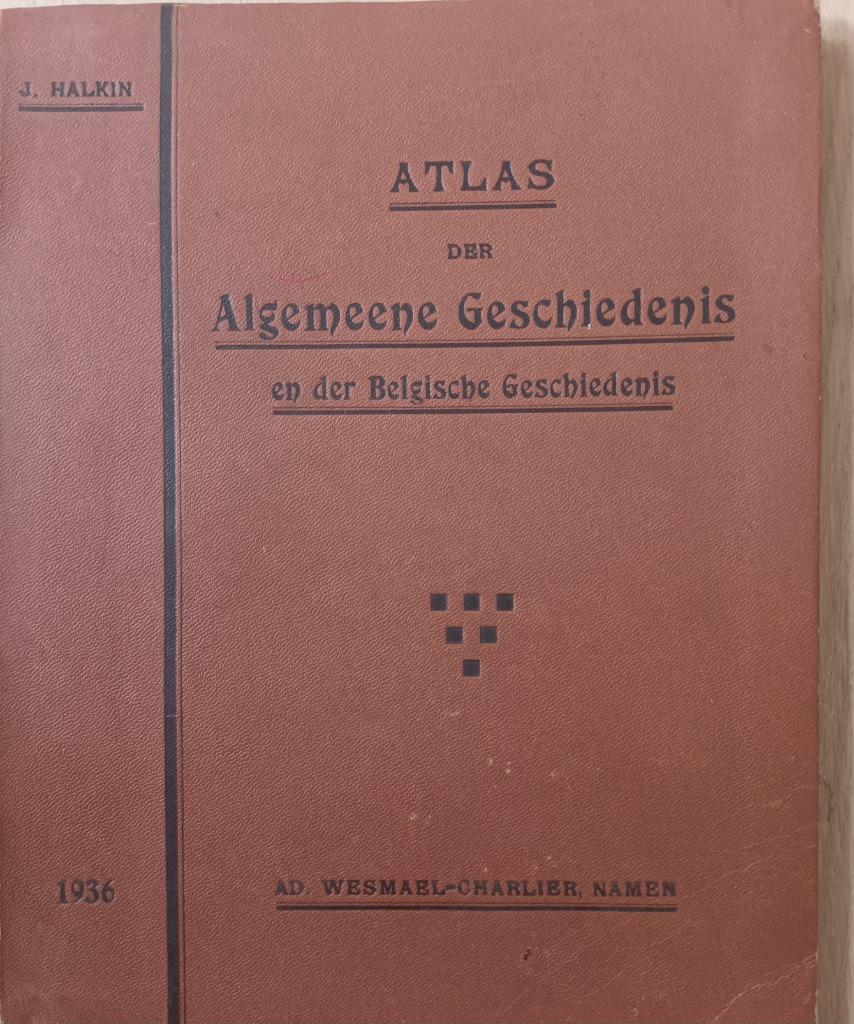 J. HALKIN
ATLAS
DER
Algemeene Geschiedenis
en der Belgische Geschiedenis
1936
AD. WESMAEL-CHARLIER, NAMEN